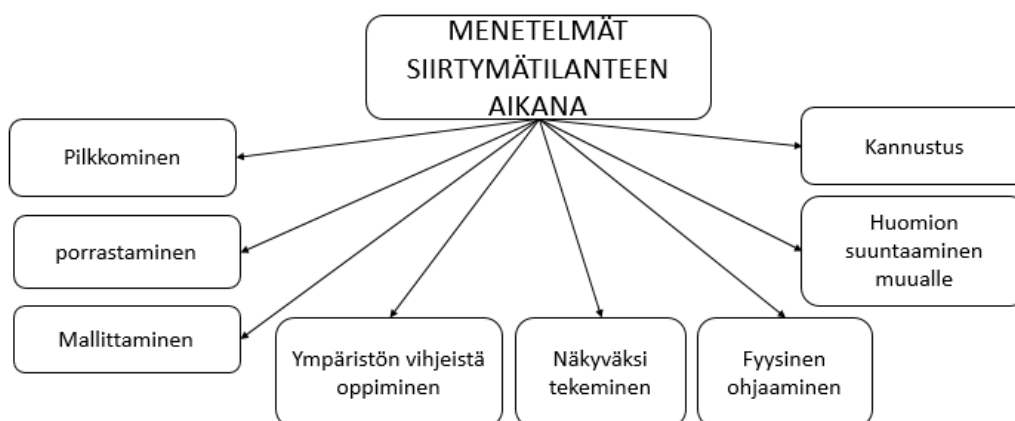 MENETELMÄT
SIIRTYMÄTILANTEEN
AIKANA
Pilkkominen
porrastaminen
Mallittaminen
Ympäristön vihjeistä
oppiminen
Näkyväksi
tekeminen
Fyysinen
ohjaaminen
Kannustus
Huomion
suuntaaminen
muualle